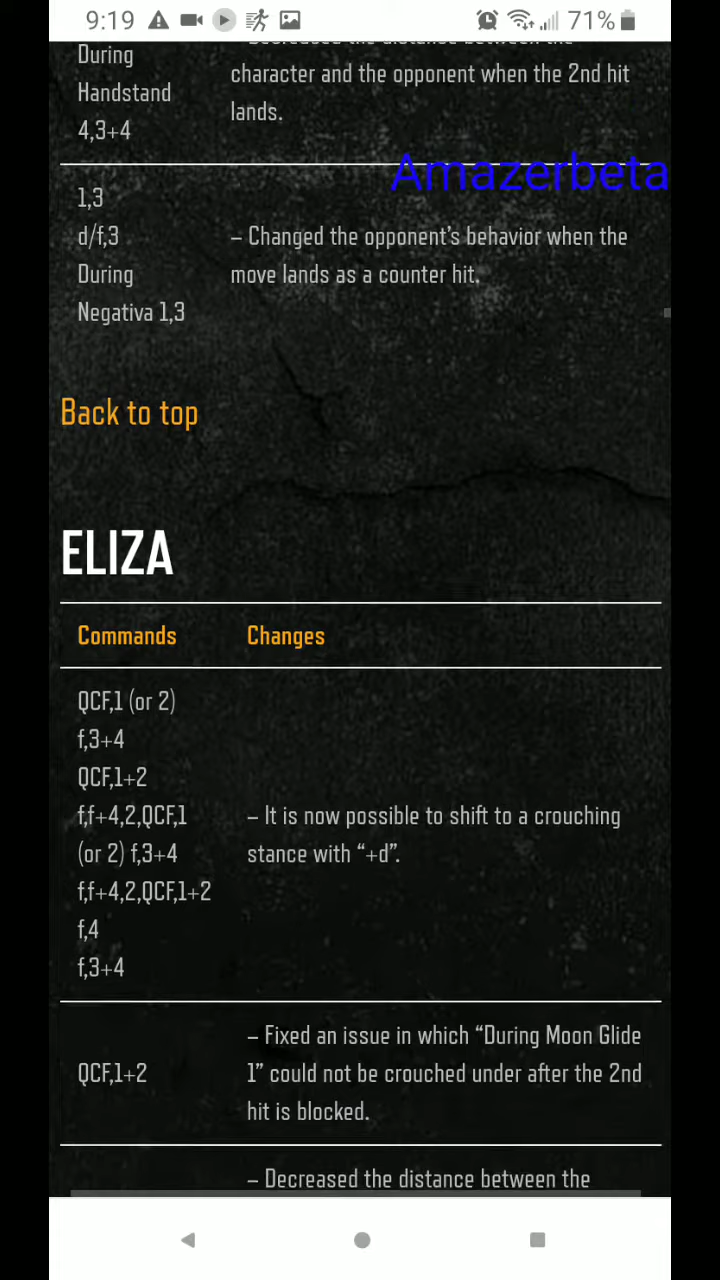 9:19
71%
During
Handstand
4,3+4
character and the opponent when the 2nd hit
lands.
Amazerbeta
1,3
d/f,3
During
Negativa 1,3
– Changed the opponent's behavior when the
move lands as a counter hit.
Back to top
ELIZA
Commands
Changes
QCF,1 (or 2)
f,3+4
QCF,1+2
f,f+4,2,QCF,1
(or 2) f,3+4
f,f+4,2,QCF,1+2
f,4
f,3+4
– It is now possible to shift to a crouching
stance with “+d”.
QCF,1+2
– Fixed an issue in which “During Moon Glide
1” could not be crouched under after the 2nd
hit is blocked.
– Decreased the distance between the